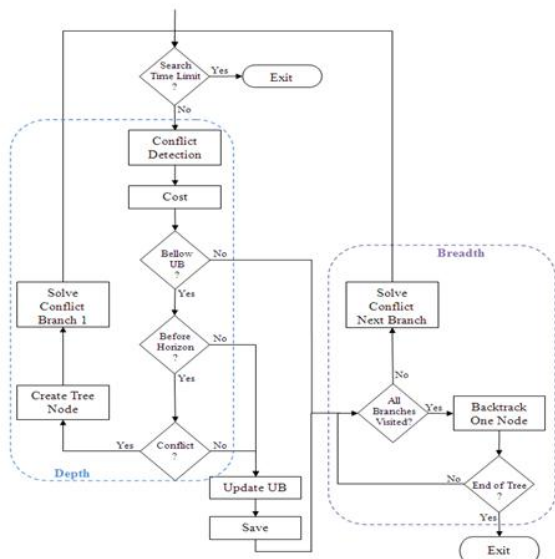 Search
Time Limit
?
Yes
Exit
No
Conflict
Detection
Cost
Bellow
UB
?
No
Yes
Breadth
Solve
Conflict
Branch 1
Solve
Conflict
Next Branch
Before
Horizon
?
No
Yes
No
Create Tree
Node
All
Branches
Visited?
Yes
Backtrack
One Node
Conflict
?
Yes
No
Depth
Update UB
No
End of Tree
?
Save
Yes
Exit